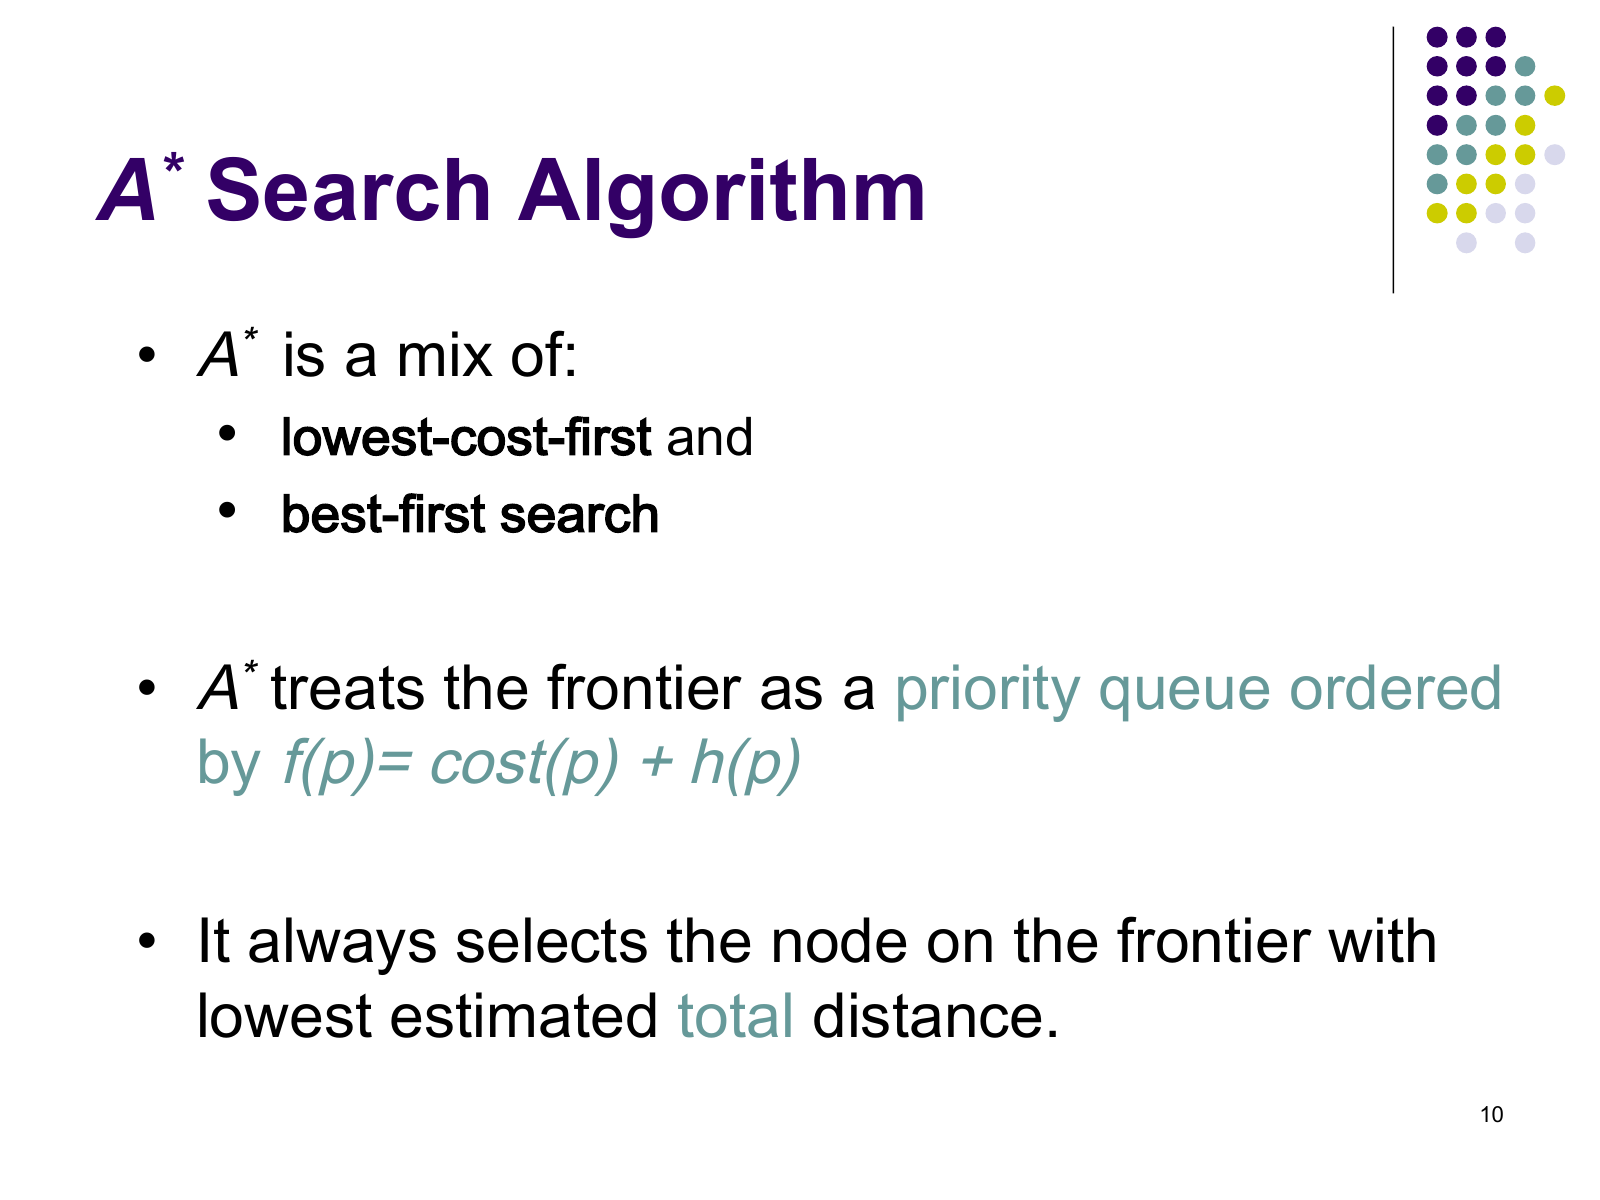 A* Search Algorithm
• A* is a mix of:
• lowest-cost-first and
• best-first search
• A* treats the frontier as a priority queue ordered
by f(p)= cost(p) + h(p)
• It always selects the node on the frontier with
lowest estimated total distance.
10